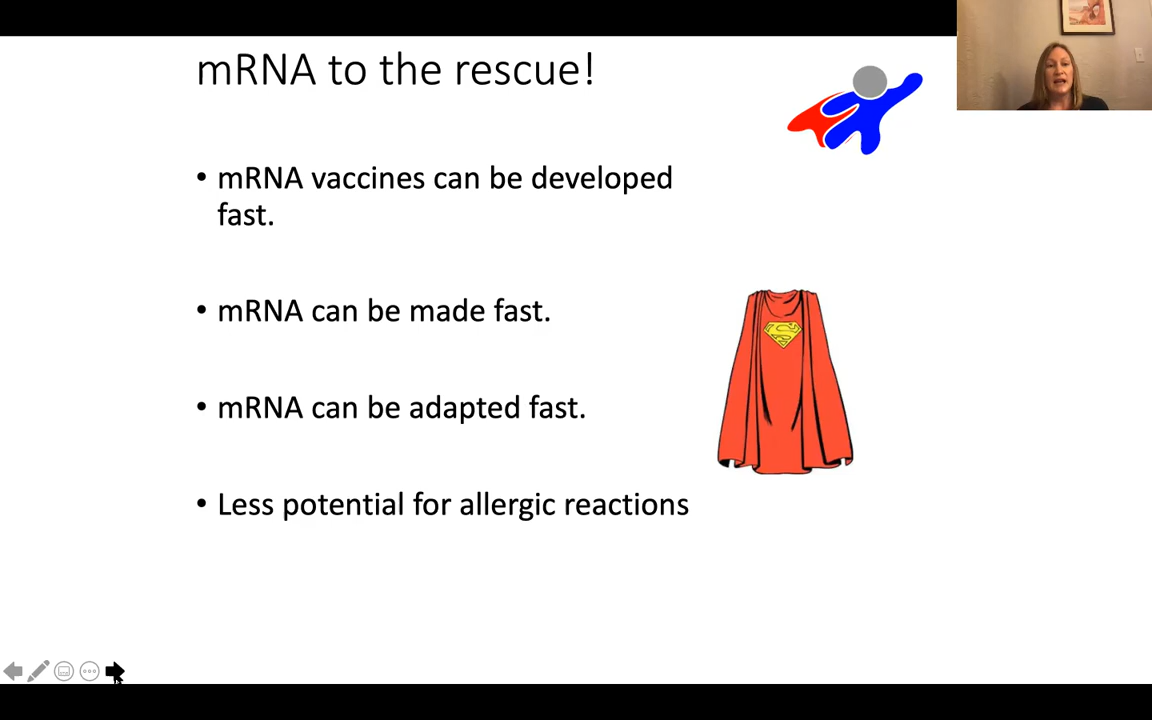 mRNA to the rescue!
• mRNA vaccines can be developed
fast.
• mRNA can be made fast.
• mRNA can be adapted fast.
• Less potential for allergic reactions